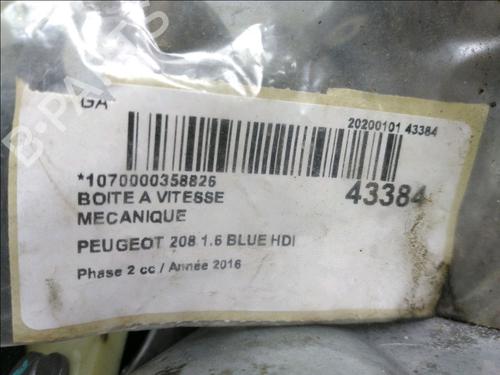 GA
20200101 43384
*1070000358826
43384
BOITE A VITESSE
MECANIQUE
PEUGEOT 208 1.6 BLUE HDI
Phase 2 cc / Année 2016
B-PARTS